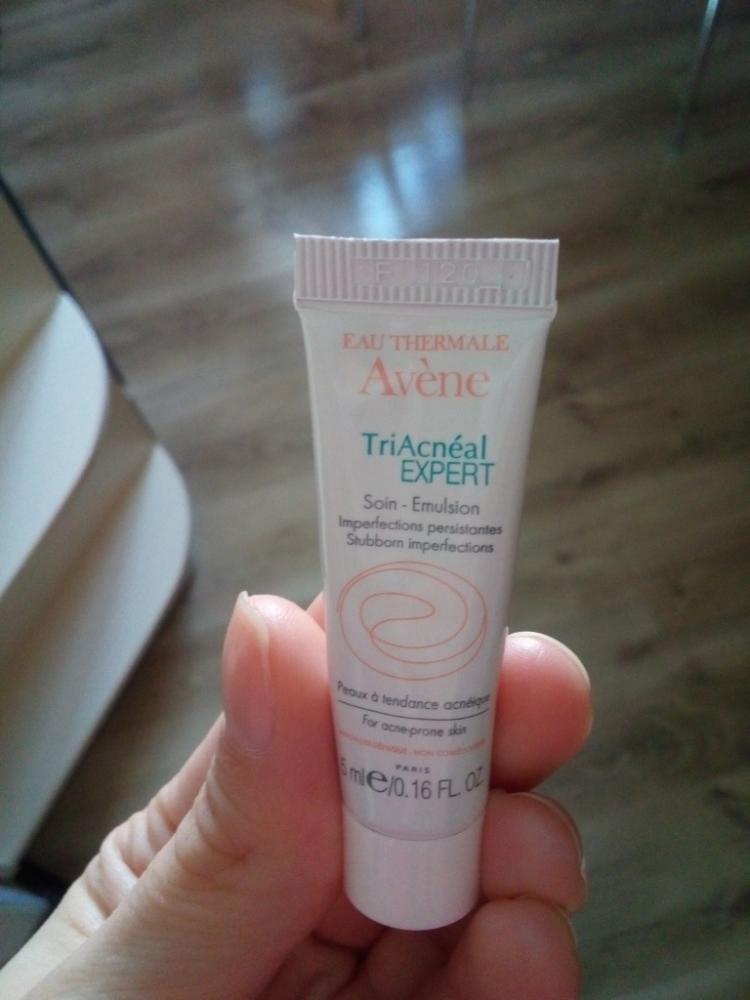 F 120
EAU THERMALE
Avène
TriAcnéal
EXPERT
Soin - Emulsion
Imperfections persistantes
Stubborn imperfections
Peaux à tendance acnéique
For acne-prone skin
PARIS
5 ml e/0.16 FL. OZ.